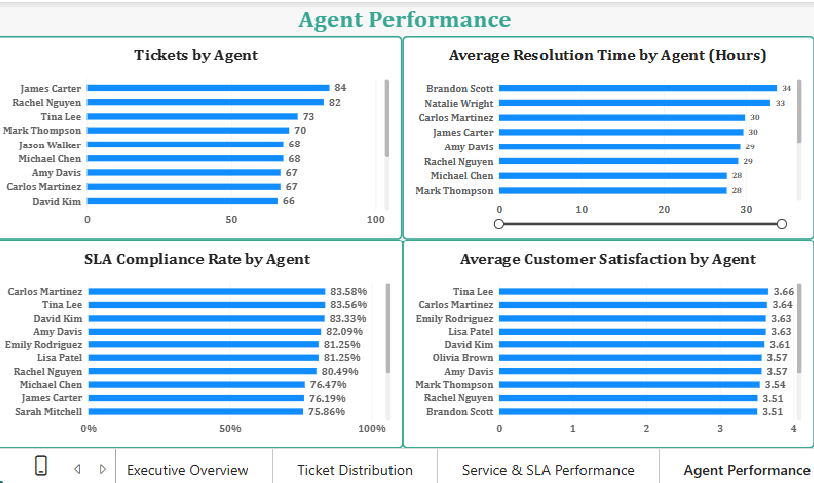 Agent Performance
Tickets by Agent
James Carter 84
Rachel Nguyen 82
Tina Lee 73
Mark Thompson 70
Jason Walker 68
Michael Chen 68
Amy Davis 67
Carlos Martinez 67
David Kim 66
0 50 100
Average Resolution Time by Agent (Hours)
Brandon Scott 34
Natalie Wright 33
Carlos Martinez 30
James Carter 30
Amy Davis 29
Rachel Nguyen 29
Michael Chen 28
Mark Thompson 28
0 10 20 30
SLA Compliance Rate by Agent
Carlos Martinez 83.58%
Tina Lee 83.56%
David Kim 83.33%
Amy Davis 82.09%
Emily Rodriguez 81.25%
Lisa Patel 81.25%
Rachel Nguyen 80.49%
Michael Chen 76.47%
James Carter 76.19%
Sarah Mitchell 75.86%
0% 50% 100%
Average Customer Satisfaction by Agent
Tina Lee 3.66
Carlos Martinez 3.64
Emily Rodriguez 3.63
Lisa Patel 3.63
David Kim 3.61
Olivia Brown 3.57
Amy Davis 3.57
Mark Thompson 3.54
Rachel Nguyen 3.51
Brandon Scott 3.51
0 1 2 3 4
Executive Overview Ticket Distribution Service & SLA Performance Agent Performance